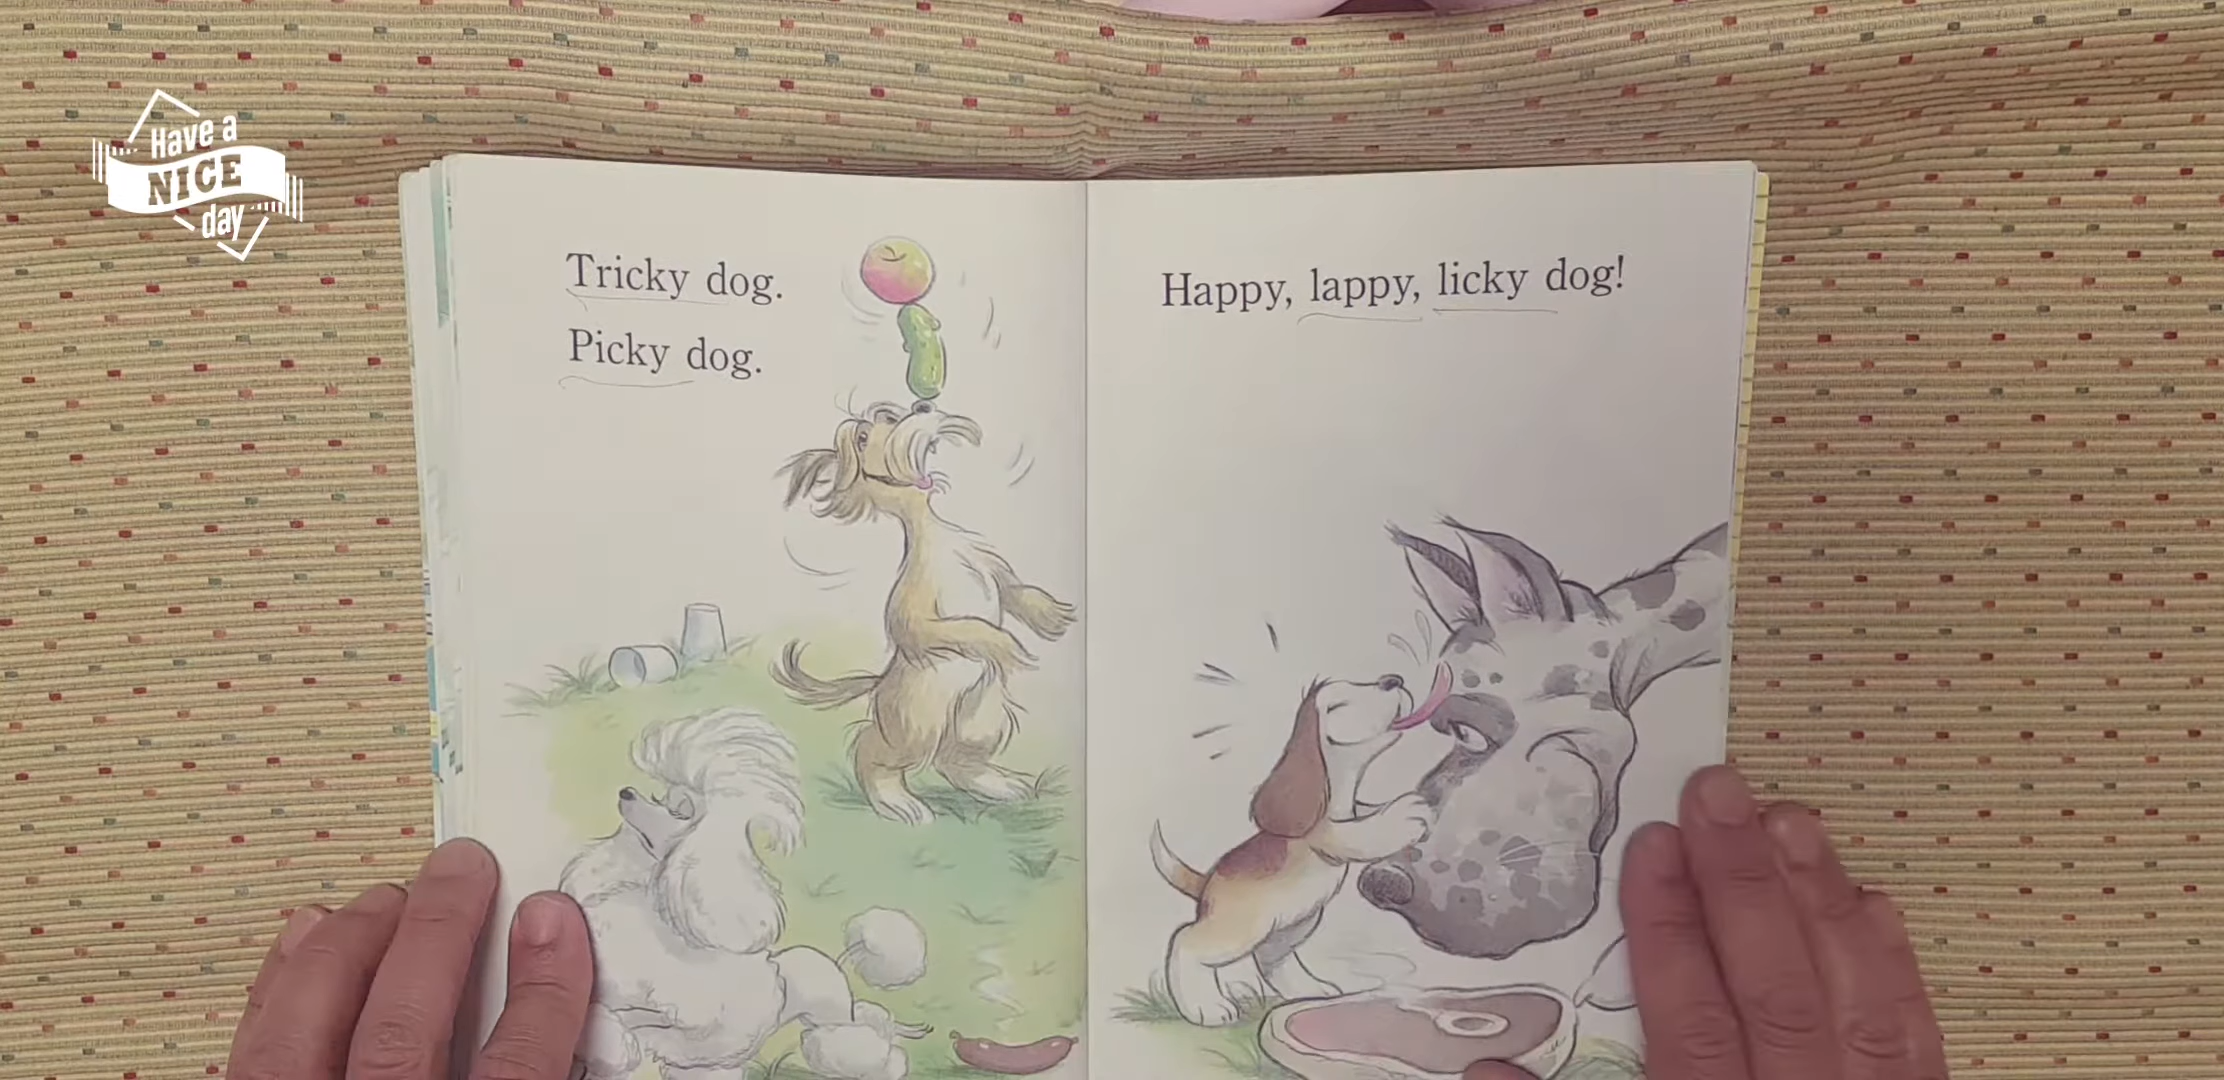 Have a
NICE
day
Tricky dog.
Picky dog.
Happy, lappy, licky dog!